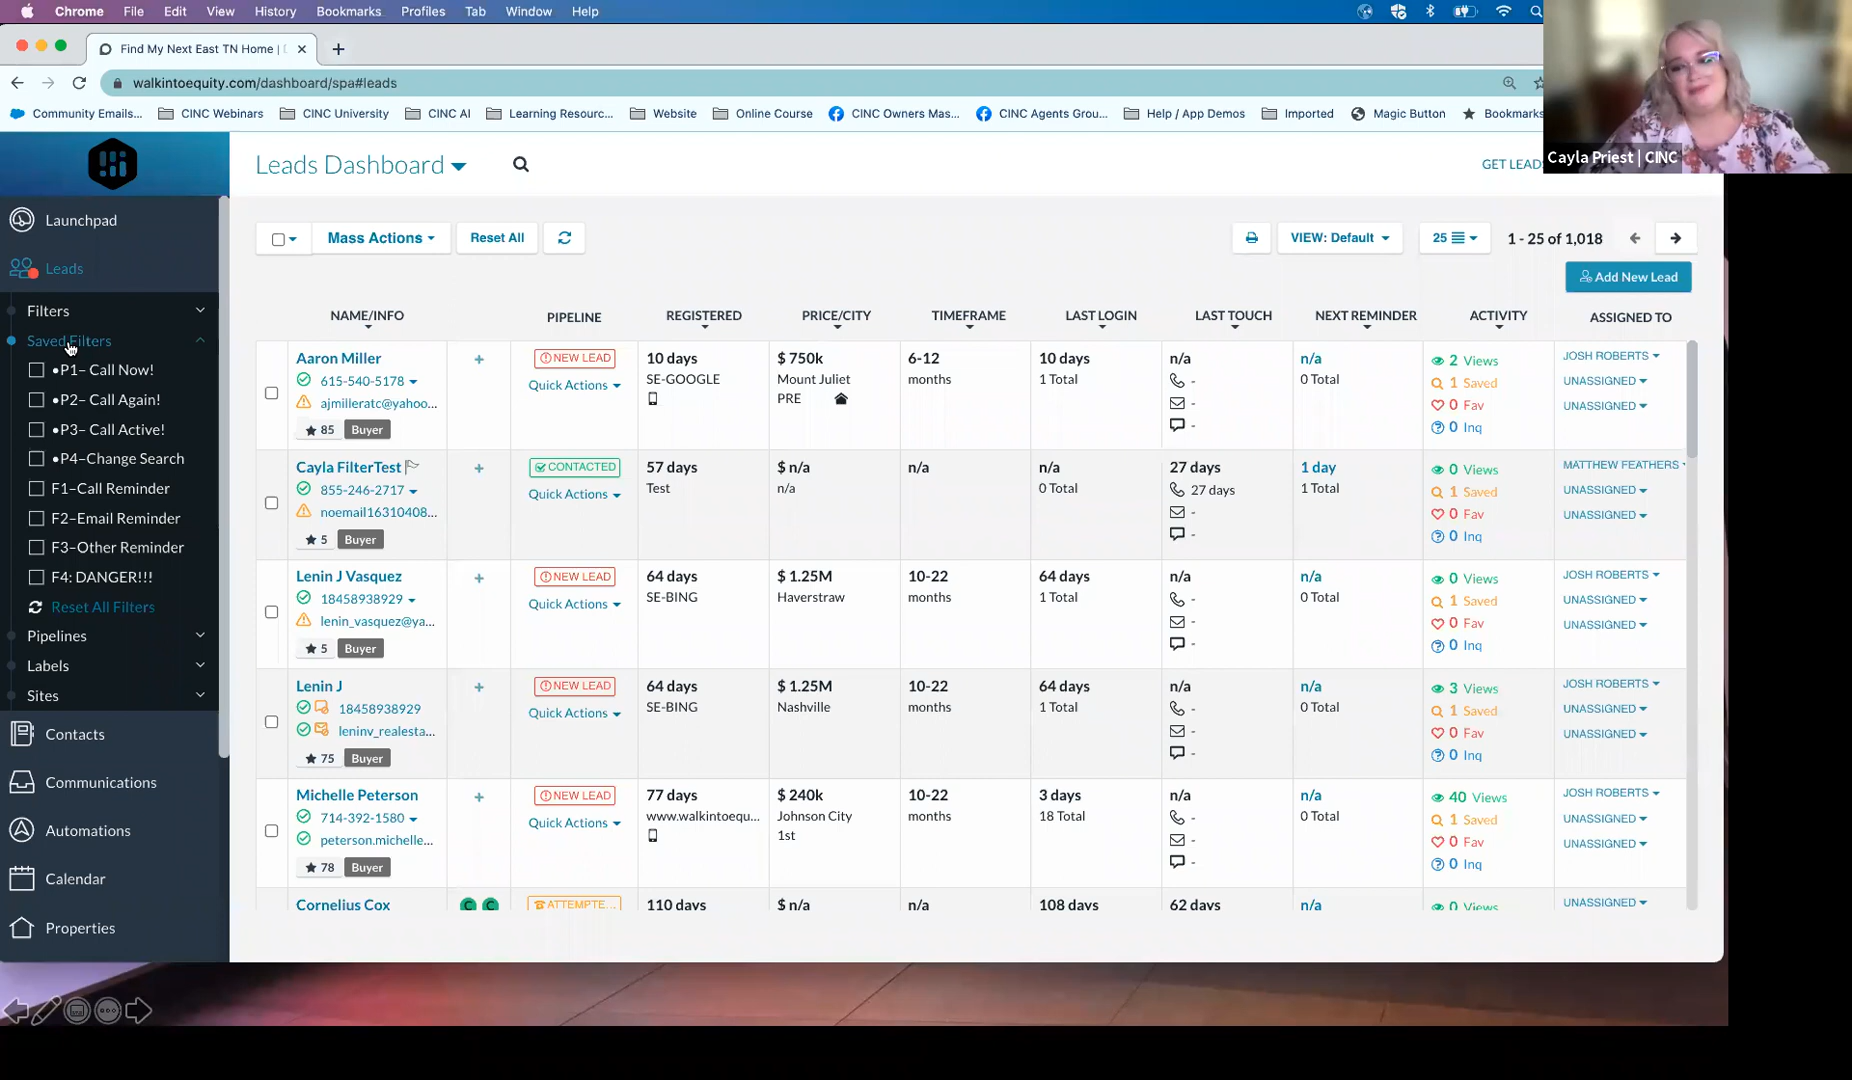 Chrome File Edit View History Bookmarks Profiles Tab Window Help
Find My Next East TN Home |
walkintoequity.com/dashboard/spa#leads
Community Emails... CINC Webinars CINC University CINC AI Learning Resourc... Website Online Course CINC Owners Mas... CINC Agents Grou... Help / App Demos Imported Magic Button Bookmarks
Cayla Priest | CINC
Leads Dashboard
GET LEADS
Launchpad
Leads
Filters
Saved Filters
•P1– Call Now!
•P2– Call Again!
•P3– Call Active!
•P4–Change Search
F1–Call Reminder
F2–Email Reminder
F3–Other Reminder
F4: DANGER!!!
Reset All Filters
Pipelines
Labels
Sites
Contacts
Communications
Automations
Calendar
Properties
Mass Actions Reset All VIEW: Default 25 1 - 25 of 1,018
Add New Lead
NAME/INFO PIPELINE REGISTERED PRICE/CITY TIMEFRAME LAST LOGIN LAST TOUCH NEXT REMINDER ACTIVITY ASSIGNED TO
Aaron Miller + NEW LEAD 10 days $ 750k 6-12 10 days n/a n/a 2 Views JOSH ROBERTS
615-540-5178 Quick Actions SE-GOOGLE Mount Juliet months 1 Total - 0 Total 1 Saved UNASSIGNED
ajmilleratc@yahoo... PRE - 0 Fav UNASSIGNED
85 Buyer - 0 Inq
Cayla FilterTest + CONTACTED 57 days $ n/a n/a n/a 27 days 1 day 0 Views MATTHEW FEATHERS
855-246-2717 Quick Actions Test n/a 0 Total 27 days 1 Total 1 Saved UNASSIGNED
noemail16310408... - 0 Fav UNASSIGNED
5 Buyer - 0 Inq
Lenin J Vasquez + NEW LEAD 64 days $ 1.25M 10-22 64 days n/a n/a 0 Views JOSH ROBERTS
18458938929 Quick Actions SE-BING Haverstraw months 1 Total - 0 Total 1 Saved UNASSIGNED
lenin_vasquez@ya... - 0 Fav UNASSIGNED
5 Buyer - 0 Inq
Lenin J + NEW LEAD 64 days $ 1.25M 10-22 64 days n/a n/a 3 Views JOSH ROBERTS
18458938929 Quick Actions SE-BING Nashville months 1 Total - 0 Total 1 Saved UNASSIGNED
leninv_realesta... - 0 Fav UNASSIGNED
75 Buyer - 0 Inq
Michelle Peterson + NEW LEAD 77 days $ 240k 10-22 3 days n/a n/a 40 Views JOSH ROBERTS
714-392-1580 Quick Actions www.walkintoequ... Johnson City months 18 Total - 0 Total 1 Saved UNASSIGNED
peterson.michelle... 1st - 0 Fav UNASSIGNED
78 Buyer - 0 Inq
Cornelius Cox C C ATTEMPTE... 110 days $ n/a n/a 108 days 62 days n/a 0 Views UNASSIGNED